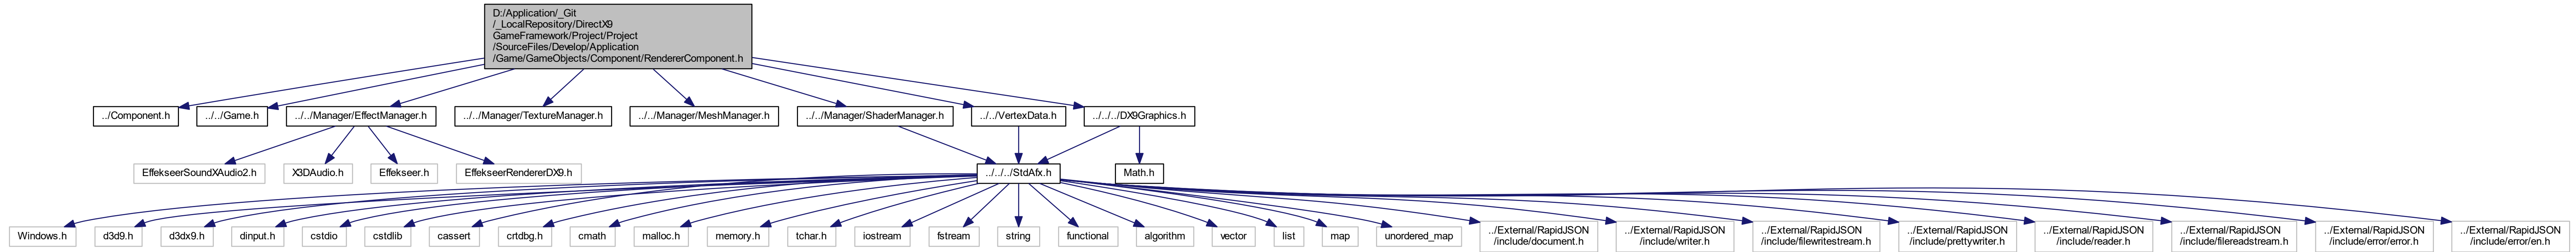 D:/Application/_Git
/_LocalRepository/DirectX9
GameFramework/Project/Project
/SourceFiles/Develop/Application
/Game/GameObjects/Component/RendererComponent.h
../Component.h
../../Game.h
../../Manager/EffectManager.h
../../Manager/TextureManager.h
../../Manager/MeshManager.h
../../Manager/ShaderManager.h
../../VertexData.h
../../../DX9Graphics.h
EffekseerSoundXAudio2.h
X3DAudio.h
Effekseer.h
EffekseerRendererDX9.h
../../../StdAfx.h
Math.h
Windows.h
d3d9.h
d3dx9.h
dinput.h
cstdio
cstdlib
cassert
crtdbg.h
cmath
malloc.h
memory.h
tchar.h
iostream
fstream
string
functional
algorithm
vector
list
map
unordered_map
../External/RapidJSON
/include/document.h
../External/RapidJSON
/include/writer.h
../External/RapidJSON
/include/filewritestream.h
../External/RapidJSON
/include/prettywriter.h
../External/RapidJSON
/include/reader.h
../External/RapidJSON
/include/filereadstream.h
../External/RapidJSON
/include/error/error.h
../External/RapidJSON
/include/error/en.h